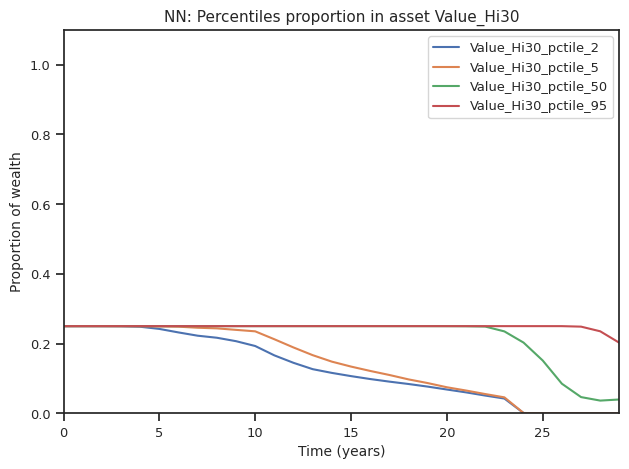 NN: Percentiles proportion in asset Value_Hi30
Value_Hi30_pctile_2
Value_Hi30_pctile_5
Value_Hi30_pctile_50
Value_Hi30_pctile_95
Proportion of wealth
1.0
0.8
0.6
0.4
0.2
0.0
0 5 10 15 20 25
Time (years)